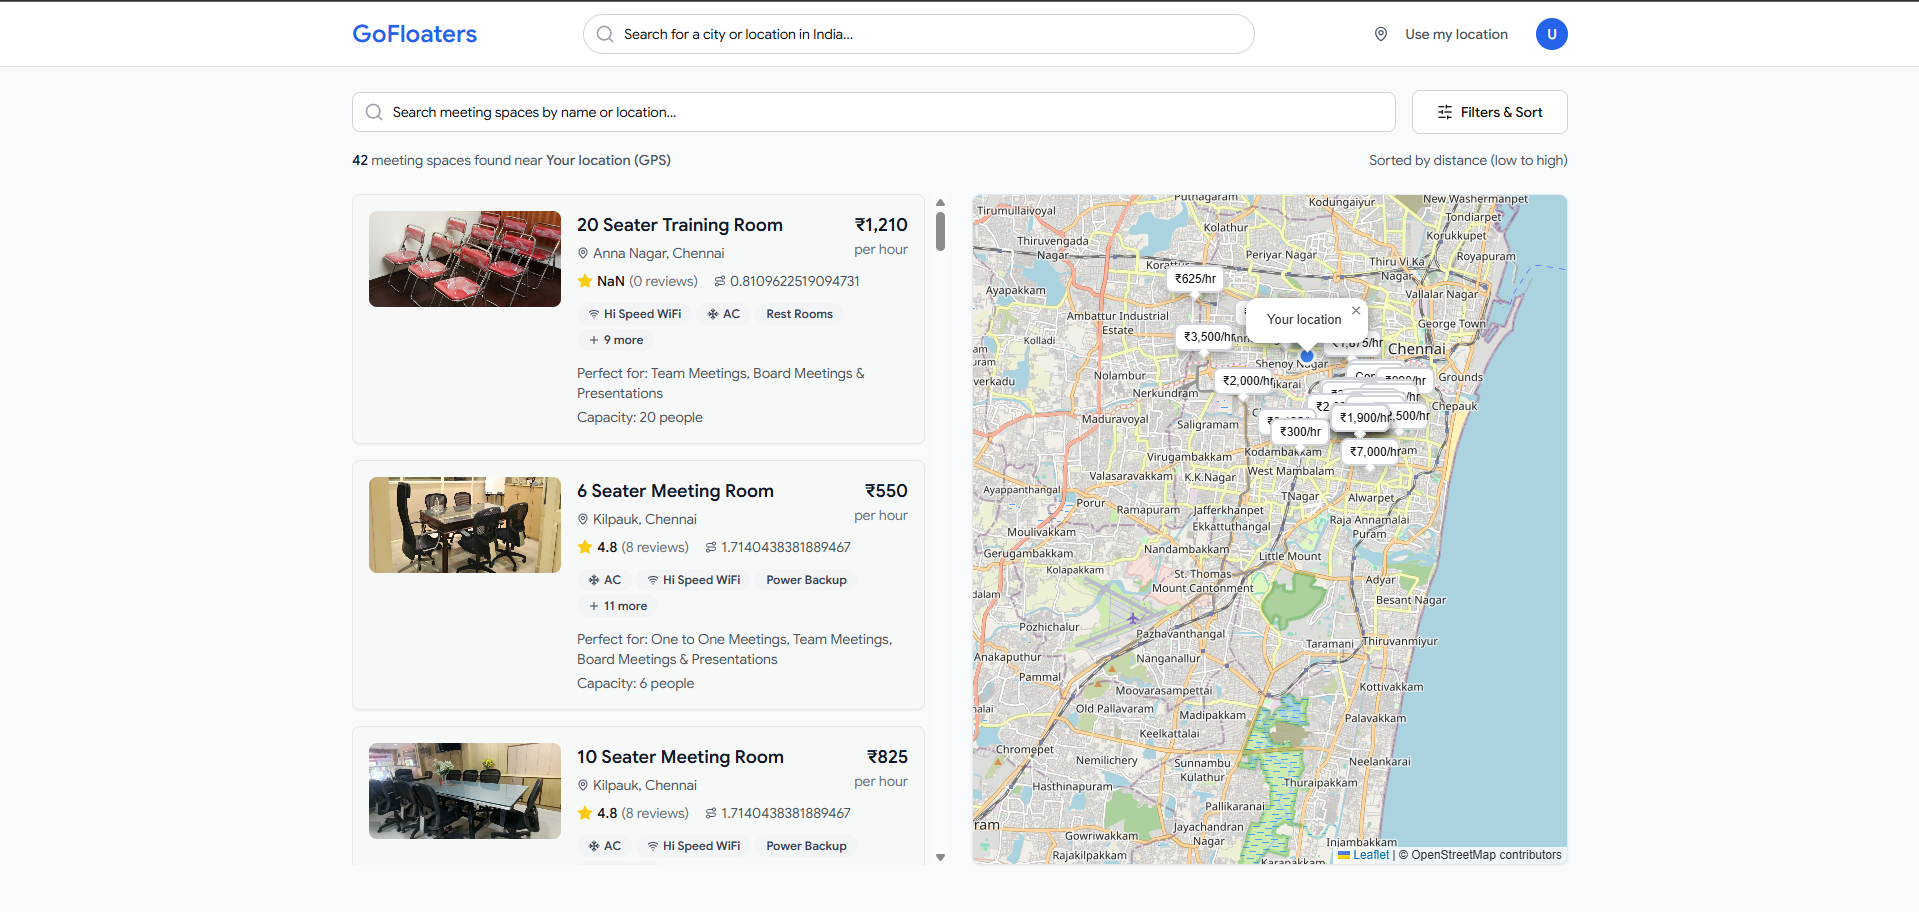 GoFloaters
Search for a city or location in India...
Use my location
U
Search meeting spaces by name or location...
Filters & Sort
42 meeting spaces found near Your location (GPS)
Sorted by distance (low to high)
20 Seater Training Room
₹1,210
Anna Nagar, Chennai
per hour
NaN (0 reviews)
0.8109622519094731
Hi Speed WiFi
AC
Rest Rooms
+ 9 more
Perfect for: Team Meetings, Board Meetings &
Presentations
Capacity: 20 people
6 Seater Meeting Room
₹550
Kilpauk, Chennai
per hour
4.8 (8 reviews)
1.7140438381889467
AC
Hi Speed WiFi
Power Backup
+ 11 more
Perfect for: One to One Meetings, Team Meetings,
Board Meetings & Presentations
Capacity: 6 people
10 Seater Meeting Room
₹825
Kilpauk, Chennai
per hour
4.8 (8 reviews)
1.7140438381889467
AC
Hi Speed WiFi
Power Backup
Puthagaram
New Washermanpet
Kodungaiyur
Tirumullaivoyal
Tondiarpet
Kolathur
Korukkupet
Thiruvengada
Nagar
Periyar Nagar
Royapuram
Thiru Vi Ka
Nagar
₹625/hr
Ayapakkam
Vallalar Nagar
Ambattur Industrial
Estate
Your location
George Town
Kolladi
₹3,500/hr
Chennai
Shenoy Nagar
Nolambur
₹2,000/hr
Grounds
Nerkundram
Chepauk
Maduravoyal
Saligramam
₹1,900/hr
,500/hr
₹300/hr
Virugambakkam
Kodambakkam
₹7,000/hr
Valasaravakkam
K.K.Nagar
West Mambalam
Ayappanthangal
Porur
Ramapuram
Jafferkhanpet
TNagar
Alwarpet
Moulivakkam
Ekkattuthangal
Raja Annamalai
Puram
Gerugambakkam
Nandambakkam
Little Mount
Kolapakkam
St. Thomas
Mount Cantonment
Adyar
Besant Nagar
Pozhichalur
Pazhavanthangal
Taramani
Thiruvanmiyur
Anakaputhur
Nanganallur
Pammal
Moovarasampettai
Kottivakkam
Old Pallavaram
Madipakkam
Palavakkam
Keelkattalai
Chromepet
Nemilichery
Sunnambu
Kulathur
Neelankarai
Hasthinapuram
Thuraipakkam
Pallikaranai
Jayachandran
Nagar
Gowriwakkam
Injambakkam
Rajakilpakkam
Karapakkam
Leaflet | © OpenStreetMap contributors